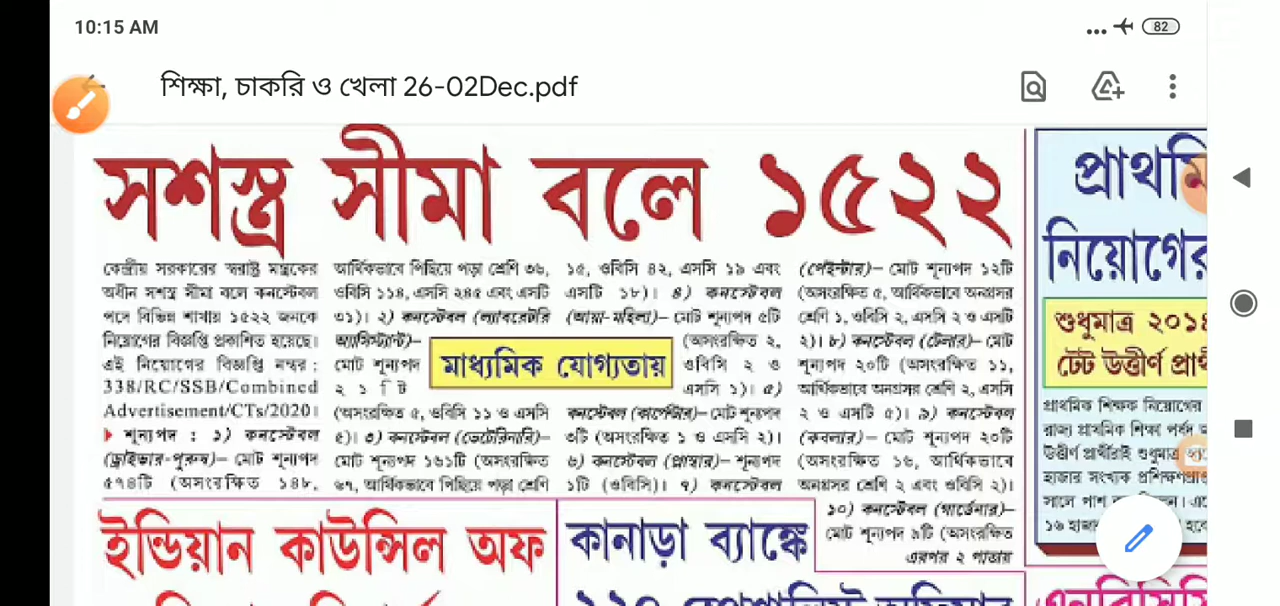 10:15 AM
82
শিক্ষা, চাকরি ও খেলা 26-02Dec.pdf
সশস্ত্র সীমা বলে ১৫২২
কেন্দ্রীয় সরকারের স্বরাষ্ট্র মন্ত্রকের
অধীন সশস্ত্র সীমা বলে কনস্টেবল
পদে বিভিন্ন শাখায় ১৫২২ জনকে
নিয়োগের বিজ্ঞপ্তি প্রকাশিত হয়েছে।
এই নিয়োগের বিজ্ঞপ্তি নম্বর :
338/RC/SSB/Combined
Advertisement/CTs/2020।
শূন্যপদ : ১) কনস্টেবল
(ড্রাইভার-পুরুষ)– মোট শূন্যপদ
৫৭৪টি (অসংরক্ষিত ১৪৮,
আর্থিকভাবে পিছিয়ে পড়া শ্রেণি ৩৬,
ওবিসি ১১৪, এসসি ২৪৫ এবং এসটি
৩১)। ২) কনস্টেবল (ল্যাবরেটরি
অ্যাসিস্ট্যান্ট)–
মোট শূন্যপদ
২১টি
(অসংরক্ষিত ৫, ওবিসি ১১ ও এসসি
৫)। ৩) কনস্টেবল (ভেটেরিনারি)–
মোট শূন্যপদ ১৬১টি (অসংরক্ষিত
৬৭, আর্থিকভাবে পিছিয়ে পড়া শ্রেণি
মাধ্যমিক যোগ্যতায়
১৫, ওবিসি ৪২, এসসি ১৯ এবং
এসটি ১৮)। ৪) কনস্টেবল
(আয়া-মহিলা)– মোট শূন্যপদ ৫টি
(অসংরক্ষিত ২,
ওবিসি ২ ও
এসসি ১)। ৫)
কনস্টেবল (কার্পেন্টার)– মোট শূন্যপদ
৩টি (অসংরক্ষিত ১ ও এসসি ২)।
৬) কনস্টেবল (প্লাম্বার)– শূন্যপদ
১টি (ওবিসি)। ৭) কনস্টেবল
(পেইন্টার)– মোট শূন্যপদ ১২টি
(অসংরক্ষিত ৫, আর্থিকভাবে অনগ্রসর
শ্রেণি ১, ওবিসি ২, এসসি ২ ও এসটি
২)। ৮) কনস্টেবল (টেলার)– মোট
শূন্যপদ ২০টি (অসংরক্ষিত ১১,
আর্থিকভাবে অনগ্রসর শ্রেণি ২, এসসি
২ ও এসটি ৫)। ৯) কনস্টেবল
(কবলার)– মোট শূন্যপদ ২০টি
(অসংরক্ষিত ১৬, আর্থিকভাবে
অনগ্রসর শ্রেণি ২ এবং ওবিসি ২)।
১০) কনস্টেবল (গার্ডেনার)–
মোট শূন্যপদ ৯টি (অসংরক্ষিত
এরপর ২ পাতায়
প্রাথমি
নিয়োগের
শুধুমাত্র ২০১৪
টেট উত্তীর্ণ প্রার্থী
প্রাথমিক শিক্ষক নিয়োগের
রাজ্য প্রাথমিক শিক্ষা পর্ষদ
উত্তীর্ণ প্রার্থীরাই শুধুমাত্র
হাজার সংখ্যক প্রশিক্ষণপ্রাপ্ত
সালে পাশ
১৬ হাজার হবে
ইন্ডিয়ান কাউন্সিল অফ
কানাড়া ব্যাঙ্কে